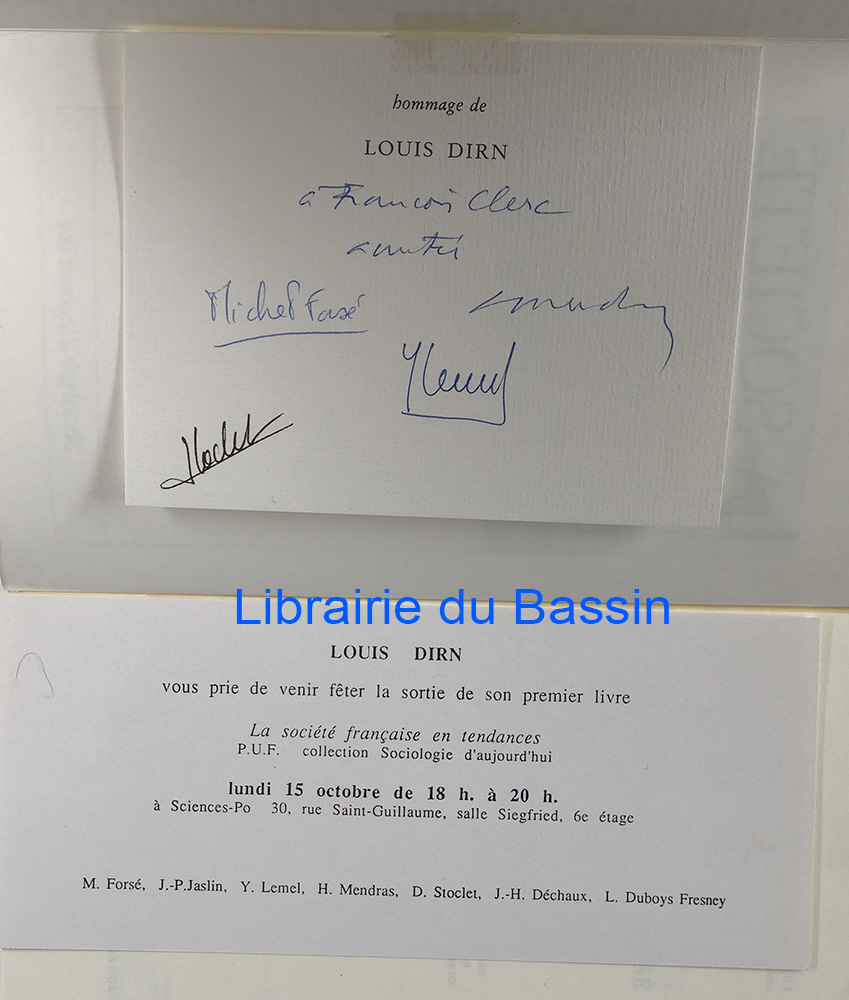 hommage de
LOUIS DIRN
à François Clerc
amitié
Michel Forsé
Librairie du Bassin
LOUIS DIRN
vous prie de venir fêter la sortie de son premier livre
La société française en tendances
P.U.F. collection Sociologie d'aujourd'hui
lundi 15 octobre de 18 h. à 20 h.
à Sciences-Po 30, rue Saint-Guillaume, salle Siegfried, 6e étage
M. Forsé, J.-P.Jaslin, Y. Lemel, H. Mendras, D. Stoclet, J.-H. Déchaux, L. Duboys Fresney